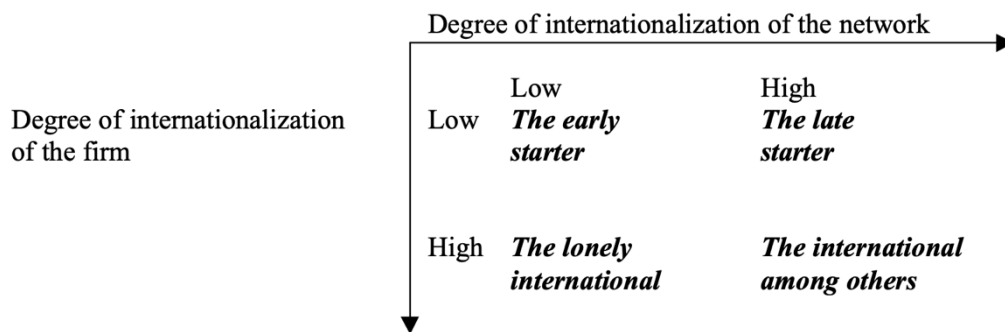 Degree of internationalization of the network
Low High
Degree of internationalization Low The early The late
of the firm starter starter
High The lonely The international
international among others